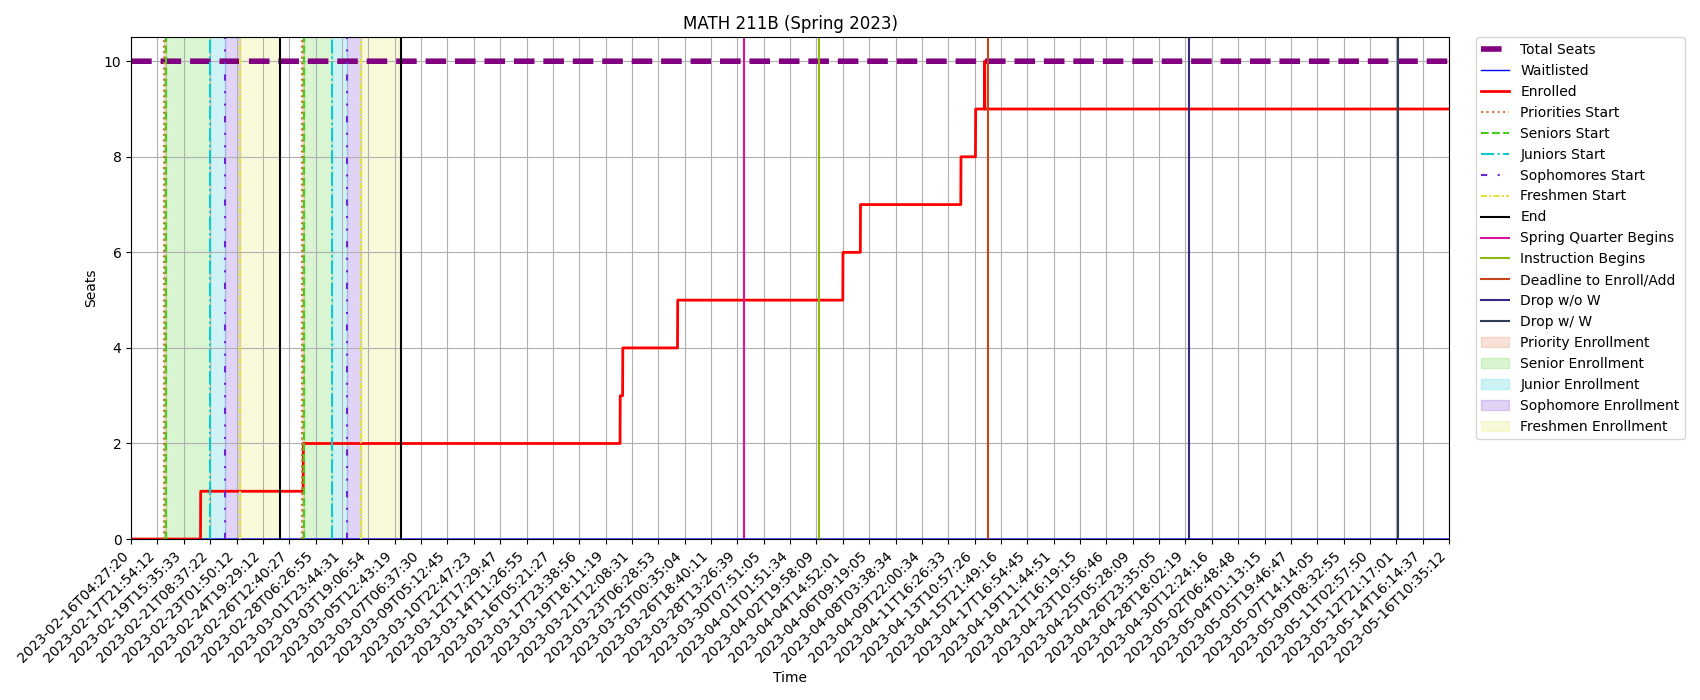 MATH 211B (Spring 2023)
Seats
10
8
6
4
2
0
2023-02-16T04:27:20
2023-02-17T21:54:12
2023-02-19T15:35:33
2023-02-21T08:37:22
2023-02-23T01:50:12
2023-02-24T19:29:12
2023-02-26T12:40:27
2023-02-28T06:26:55
2023-03-01T23:44:31
2023-03-03T19:06:54
2023-03-05T12:43:19
2023-03-07T06:37:30
2023-03-09T05:12:45
2023-03-10T22:47:23
2023-03-12T17:29:47
2023-03-14T11:26:55
2023-03-16T05:21:27
2023-03-17T23:38:56
2023-03-19T18:11:19
2023-03-21T12:08:31
2023-03-23T06:28:53
2023-03-25T00:35:04
2023-03-26T18:40:11
2023-03-28T13:26:39
2023-03-30T07:51:05
2023-04-01T01:51:34
2023-04-02T19:58:09
2023-04-04T14:52:01
2023-04-06T09:19:05
2023-04-08T03:38:34
2023-04-09T22:00:34
2023-04-11T16:26:33
2023-04-13T10:57:26
2023-04-15T21:49:16
2023-04-17T16:54:45
2023-04-19T11:44:51
2023-04-21T16:19:15
2023-04-23T10:56:46
2023-04-25T05:28:09
2023-04-26T23:35:05
2023-04-28T18:02:19
2023-04-30T12:24:16
2023-05-02T06:48:48
2023-05-04T01:13:15
2023-05-05T19:46:47
2023-05-07T14:14:05
2023-05-09T08:32:55
2023-05-11T02:57:50
2023-05-12T21:17:01
2023-05-14T16:14:37
2023-05-16T10:35:12
Time
Total Seats
Waitlisted
Enrolled
Priorities Start
Seniors Start
Juniors Start
Sophomores Start
Freshmen Start
End
Spring Quarter Begins
Instruction Begins
Deadline to Enroll/Add
Drop w/o W
Drop w/ W
Priority Enrollment
Senior Enrollment
Junior Enrollment
Sophomore Enrollment
Freshmen Enrollment